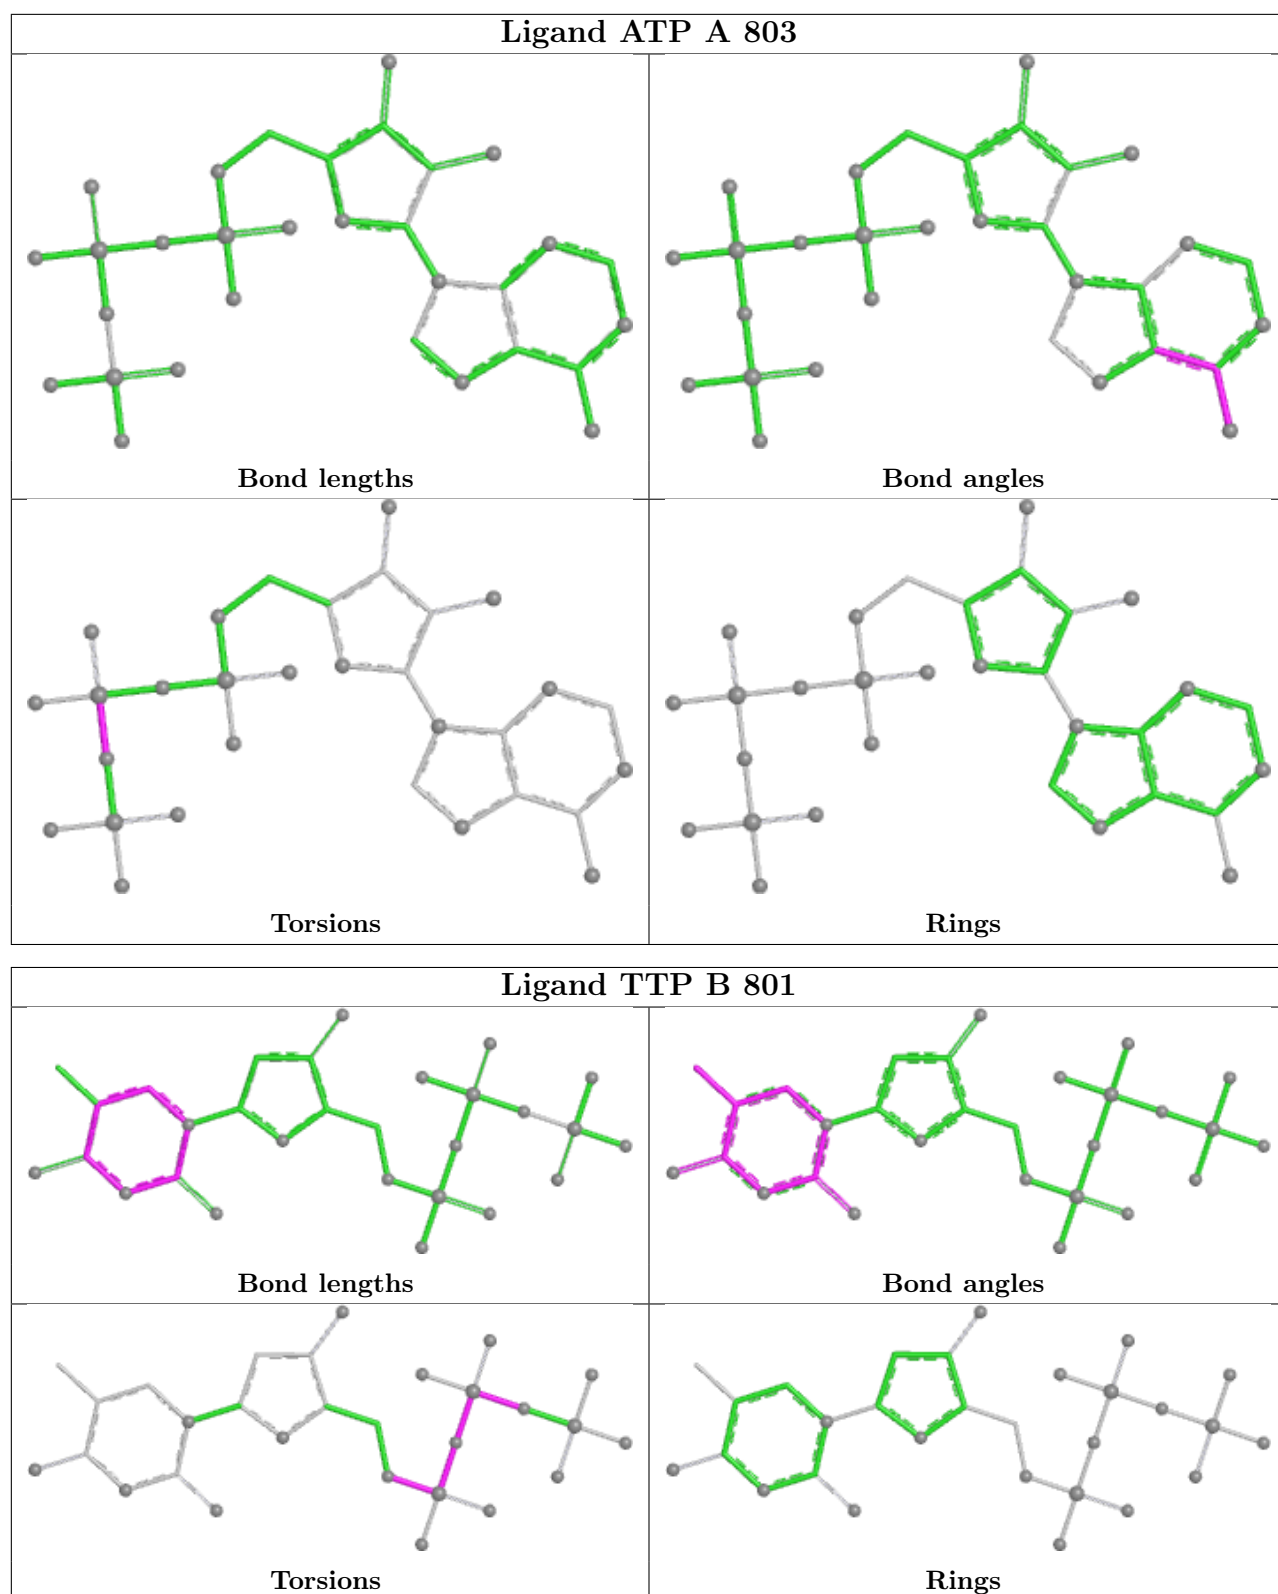 Ligand ATP A 803
Bond lengths
Bond angles
Torsions
Rings
Ligand TTP B 801
Bond lengths
Bond angles
Torsions
Rings